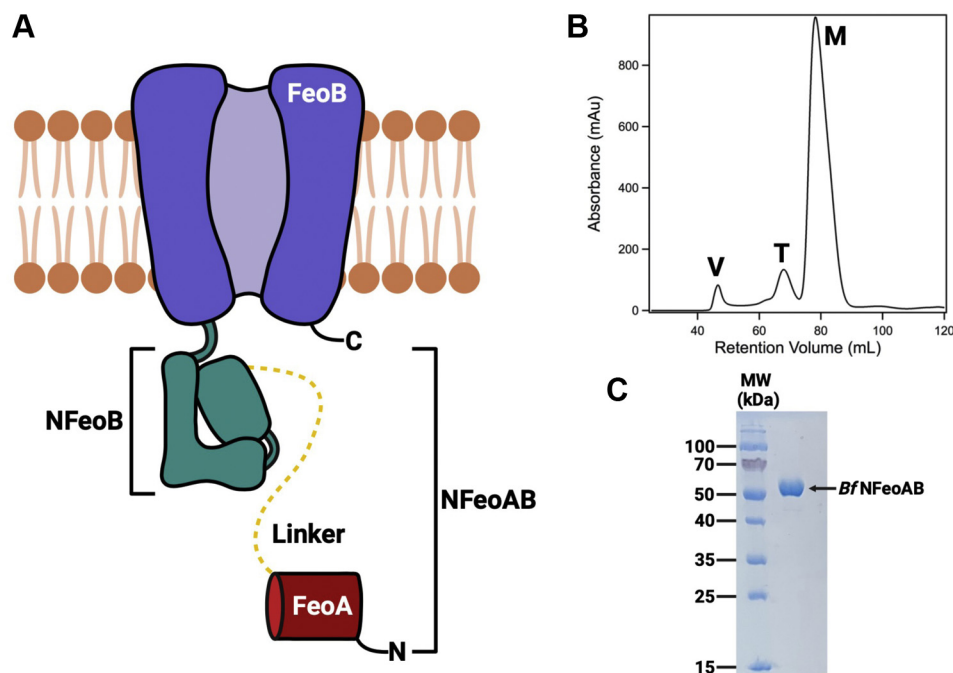 A
FeoB
C
NFeoB
NFeoAB
Linker
FeoA
N
B
Absorbance (mAu)
800
600
400
200
0
V
T
M
40
60
80
100
120
Retention Volume (mL)
C
MW
(kDa)
100
70
50
40
35
25
15
Bf NFeoAB